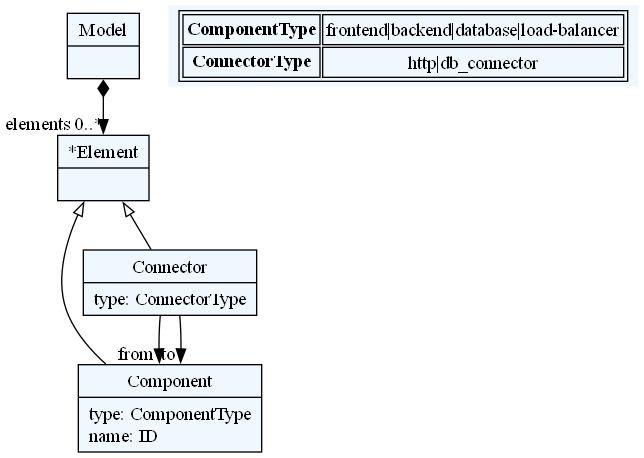 Model
ComponentType frontend|backend|database|load-balancer
ConnectorType http|db_connector
elements 0..*
*Element
Connector
type: ConnectorType
from to
Component
type: ComponentType
name: ID